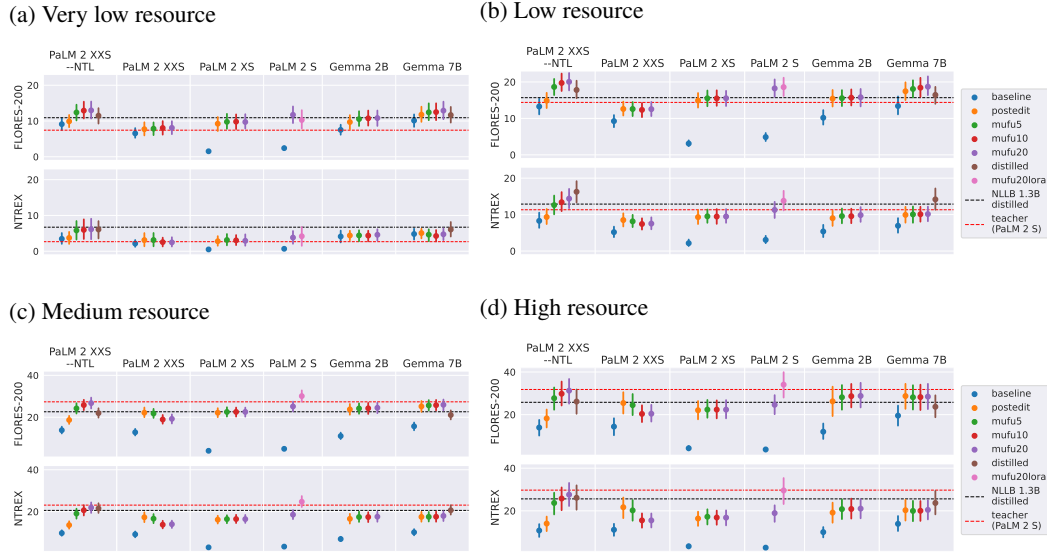 (a) Very low resource
PaLM 2 XXS
--NTL
PaLM 2 XXS
PaLM 2 XS
PaLM 2 S
Gemma 2B
Gemma 7B
FLORES-200
20
10
0
NTREX
20
10
0
(b) Low resource
PaLM 2 XXS
--NTL
PaLM 2 XXS
PaLM 2 XS
PaLM 2 S
Gemma 2B
Gemma 7B
FLORES-200
20
10
0
NTREX
20
10
0
baseline
postedit
mufu5
mufu10
mufu20
distilled
mufu20lora
NLLB 1.3B
distilled
teacher
(PaLM 2 S)
(c) Medium resource
PaLM 2 XXS
--NTL
PaLM 2 XXS
PaLM 2 XS
PaLM 2 S
Gemma 2B
Gemma 7B
FLORES-200
40
20
NTREX
40
20
(d) High resource
PaLM 2 XXS
--NTL
PaLM 2 XXS
PaLM 2 XS
PaLM 2 S
Gemma 2B
Gemma 7B
FLORES-200
40
20
NTREX
40
20
baseline
postedit
mufu5
mufu10
mufu20
distilled
mufu20lora
NLLB 1.3B
distilled
teacher
(PaLM 2 S)